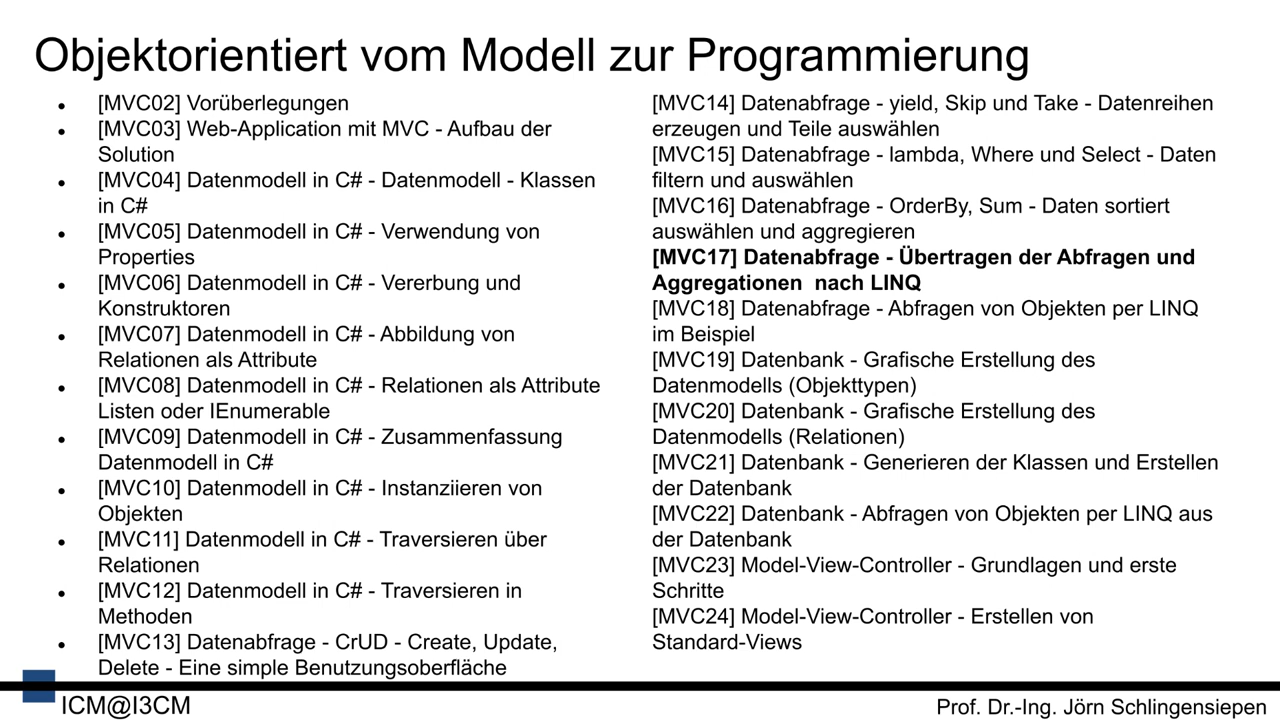 Objektorientiert vom Modell zur Programmierung
[MVC02] Vorüberlegungen
[MVC03] Web-Application mit MVC - Aufbau der
Solution
[MVC04] Datenmodell in C# - Datenmodell - Klassen
in C#
[MVC05] Datenmodell in C# - Verwendung von
Properties
[MVC06] Datenmodell in C# - Vererbung und
Konstruktoren
[MVC07] Datenmodell in C# - Abbildung von
Relationen als Attribute
[MVC08] Datenmodell in C# - Relationen als Attribute
Listen oder IEnumerable
[MVC09] Datenmodell in C# - Zusammenfassung
Datenmodell in C#
[MVC10] Datenmodell in C# - Instanziieren von
Objekten
[MVC11] Datenmodell in C# - Traversieren über
Relationen
[MVC12] Datenmodell in C# - Traversieren in
Methoden
[MVC13] Datenabfrage - CrUD - Create, Update,
Delete - Eine simple Benutzungsoberfläche
[MVC14] Datenabfrage - yield, Skip und Take - Datenreihen
erzeugen und Teile auswählen
[MVC15] Datenabfrage - lambda, Where und Select - Daten
filtern und auswählen
[MVC16] Datenabfrage - OrderBy, Sum - Daten sortiert
auswählen und aggregieren
[MVC17] Datenabfrage - Übertragen der Abfragen und
Aggregationen  nach LINQ
[MVC18] Datenabfrage - Abfragen von Objekten per LINQ
im Beispiel
[MVC19] Datenbank - Grafische Erstellung des
Datenmodells (Objekttypen)
[MVC20] Datenbank - Grafische Erstellung des
Datenmodells (Relationen)
[MVC21] Datenbank - Generieren der Klassen und Erstellen
der Datenbank
[MVC22] Datenbank - Abfragen von Objekten per LINQ aus
der Datenbank
[MVC23] Model-View-Controller - Grundlagen und erste
Schritte
[MVC24] Model-View-Controller - Erstellen von
Standard-Views
ICM@I3CM
Prof. Dr.-Ing. Jörn Schlingensiepen